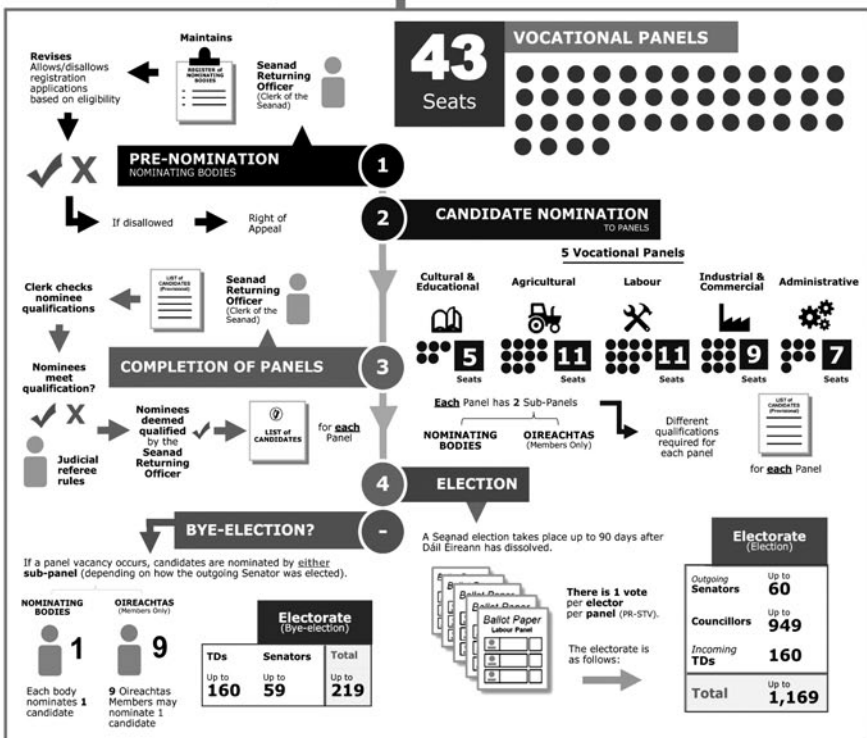 43
Seats
VOCATIONAL PANELS
Maintains
Revises
Allows/disallows
registration
applications
based on eligibility
REGISTER of
NOMINATING
BODIES
Seanad
Returning
Officer
(Clerk of the
Seanad)
PRE-NOMINATION
NOMINATING BODIES
1
X
If disallowed
Right of
Appeal
2
CANDIDATE NOMINATION
TO PANELS
5 Vocational Panels
Cultural &
Educational
Agricultural
Labour
Industrial &
Commercial
Administrative
5
Seats
11
Seats
11
Seats
9
Seats
7
Seats
Each Panel has 2 Sub-Panels
NOMINATING
BODIES
OIREACHTAS
(Members Only)
Different
qualifications
required for
each panel
LIST of
CANDIDATES
(Provisional)
for each Panel
Clerk checks
nominee
qualifications
LIST of
CANDIDATES
(Provisional)
Seanad
Returning
Officer
(Clerk of the
Seanad)
COMPLETION OF PANELS
3
Nominees
meet
qualification?
X
Judicial
referee
rules
Nominees
deemed
qualified
by the
Seanad
Returning
Officer
LIST of
CANDIDATES
for each
Panel
4
ELECTION
A Seanad election takes place up to 90 days after
Dáil Éireann has dissolved.
Ballot Paper
Ballot Paper
Labour Panel
There is 1 vote
per elector
per panel (PR-STV).
The electorate is
as follows:
Electorate
(Election)
Outgoing
Senators
Up to
60
Councillors
Up to
949
Incoming
TDs
160
Total
Up to
1,169
BYE-ELECTION?
-
If a panel vacancy occurs, candidates are nominated by either
sub-panel (depending on how the outgoing Senator was elected).
NOMINATING
BODIES
1
Each body
nominates 1
candidate
OIREACHTAS
(Members Only)
9
9 Oireachtas
Members may
nominate 1
candidate
Electorate
(Bye-election)
TDs
Senators
Total
Up to
160
Up to
59
Up to
219